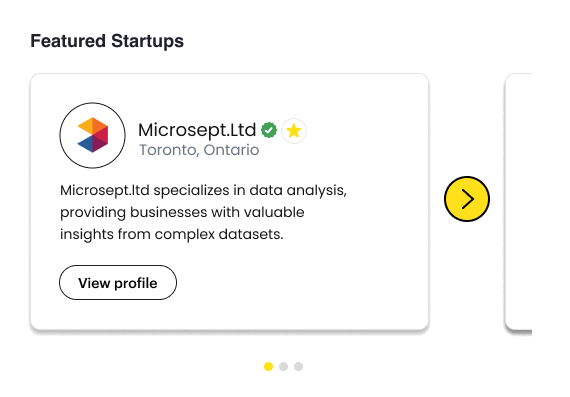 Featured Startups
Microsept.Ltd
Toronto, Ontario
Microsept.ltd specializes in data analysis,
providing businesses with valuable
insights from complex datasets.
View profile